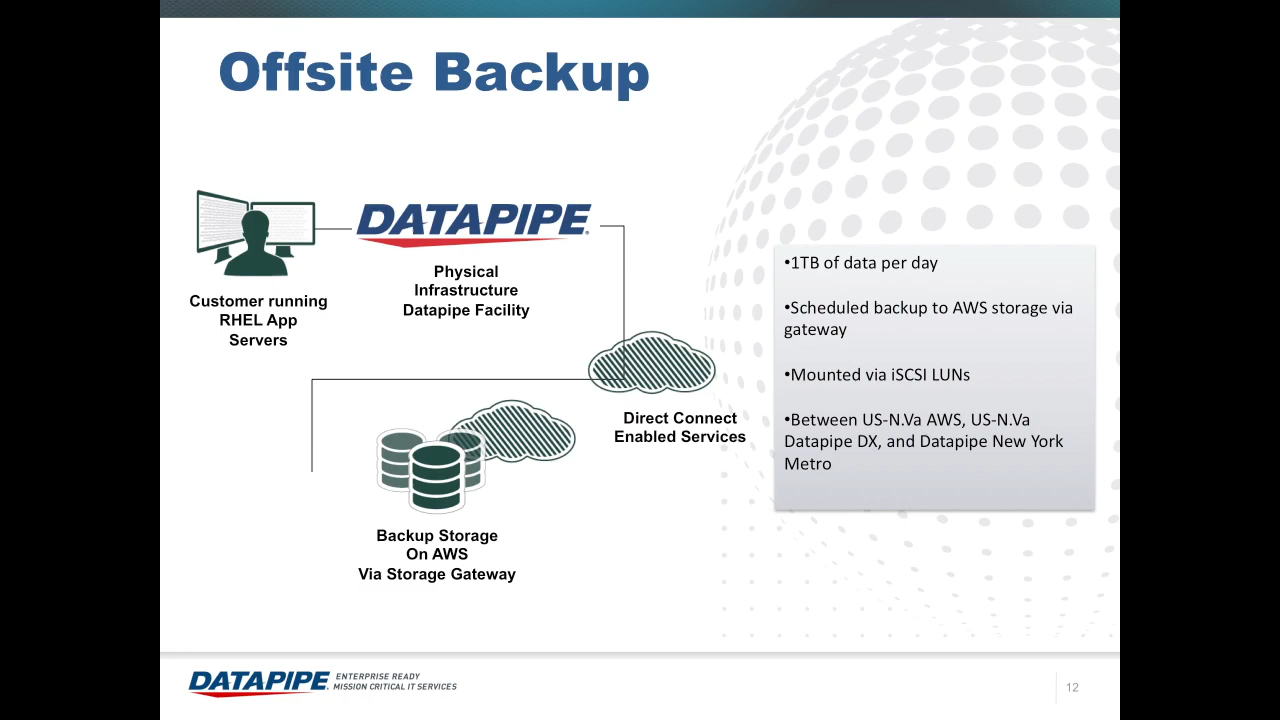 Offsite Backup
DATAPIPE®
Customer running
RHEL App
Servers
Physical
Infrastructure
Datapipe Facility
Direct Connect
Enabled Services
Backup Storage
On AWS
Via Storage Gateway
•1TB of data per day
•Scheduled backup to AWS storage via
gateway
•Mounted via iSCSI LUNs
•Between US-N.Va AWS, US-N.Va
Datapipe DX, and Datapipe New York
Metro
DATAPIPE®
ENTERPRISE READY
MISSION CRITICAL IT SERVICES
12